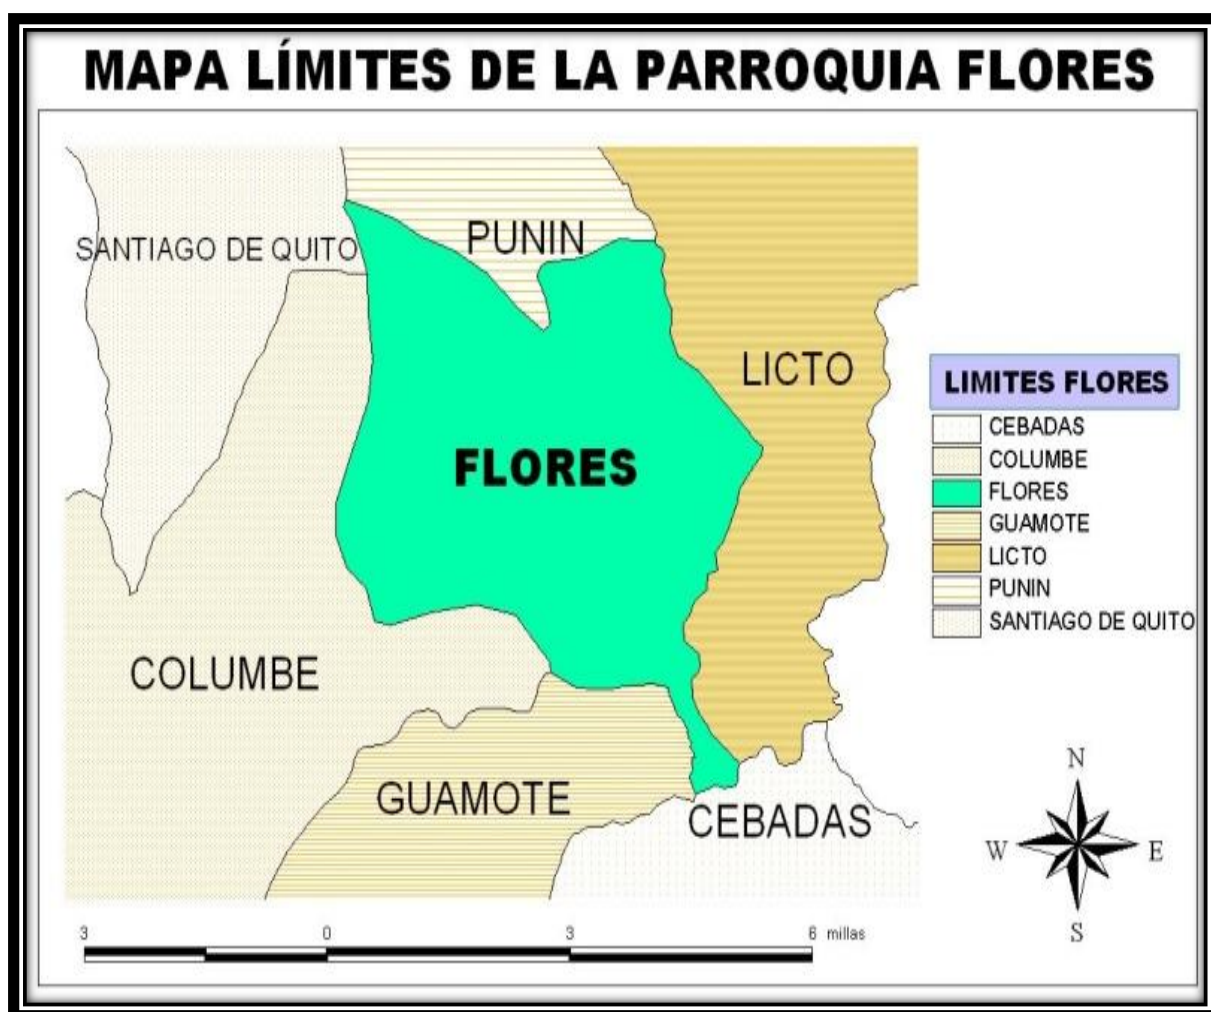 MAPA LÍMITES DE LA PARROQUIA FLORES
PUNIN
SANTIAGO DE QUITO
LICTO
FLORES
COLUMBE
GUAMOTE
CEBADAS
LIMITES FLORES
CEBADAS
COLUMBE
FLORES
GUAMOTE
LICTO
PUNIN
SANTIAGO DE QUITO
N
W E
S
3 0 3 6 millas